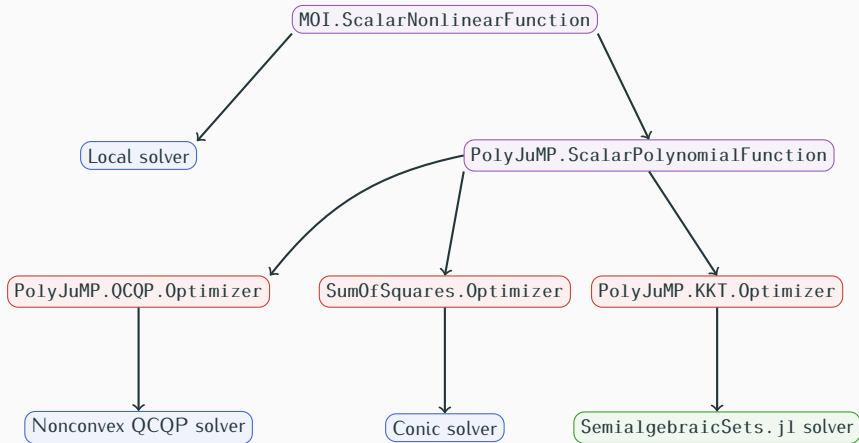 MOI.ScalarNonlinearFunction
Local solver
PolyJuMP.ScalarPolynomialFunction
PolyJuMP.QCQP.Optimizer
SumOfSquares.Optimizer
PolyJuMP.KKT.Optimizer
Nonconvex QCQP solver
Conic solver
SemialgebraicSets.jl solver